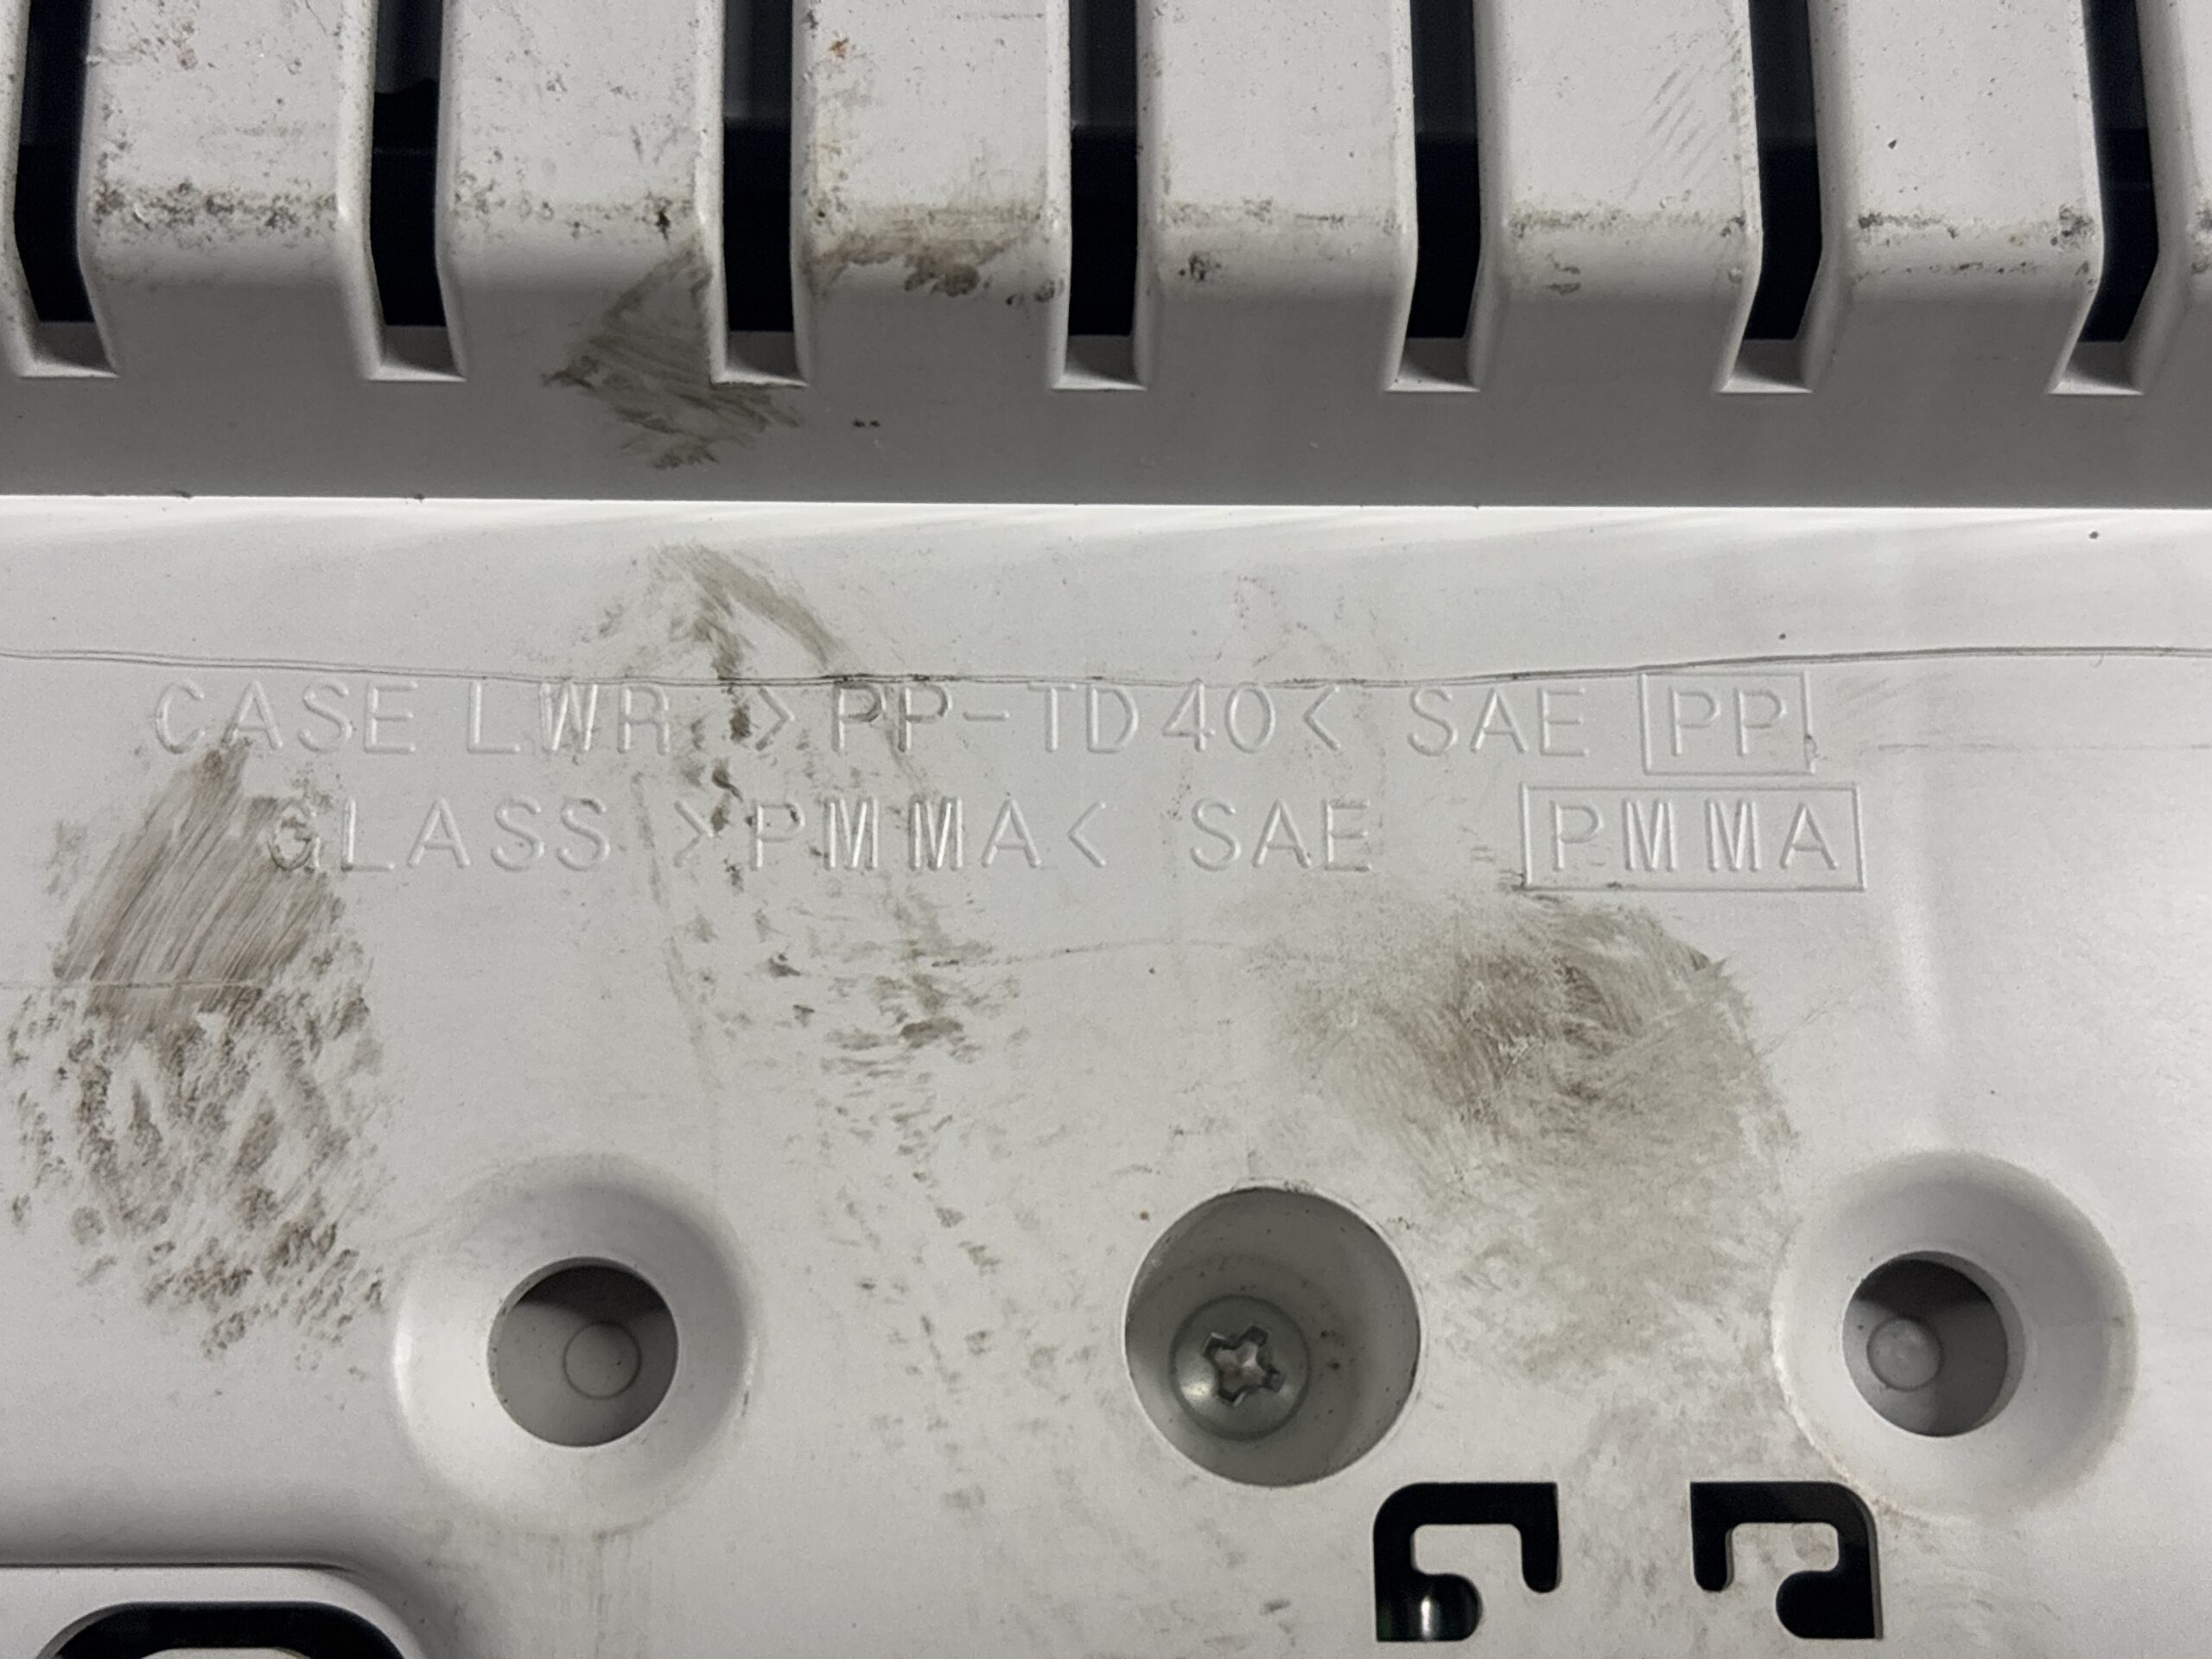 CASE LWR >PP-TD40< SAE PP
GLASS >PMMA< SAE PMMA